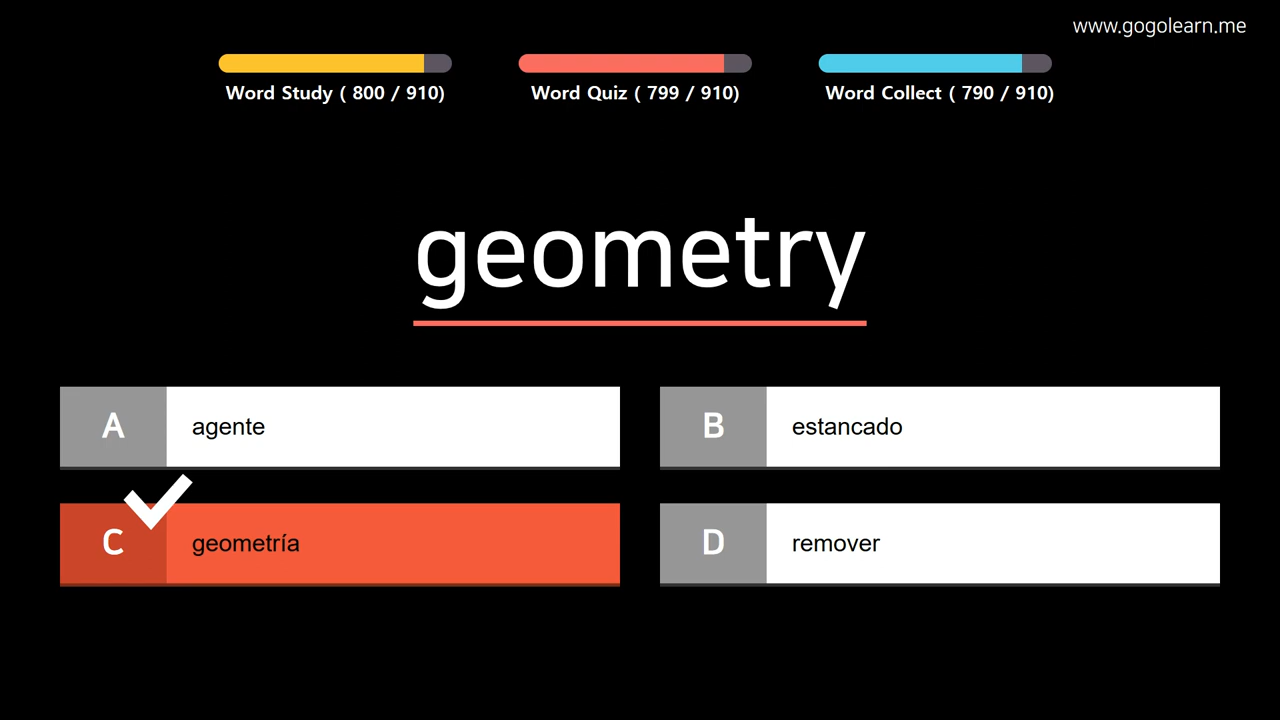 www.gogolearn.me
Word Study ( 800 / 910)
Word Quiz ( 799 / 910)
Word Collect ( 790 / 910)
geometry
A agente
B estancado
C geometría
D remover